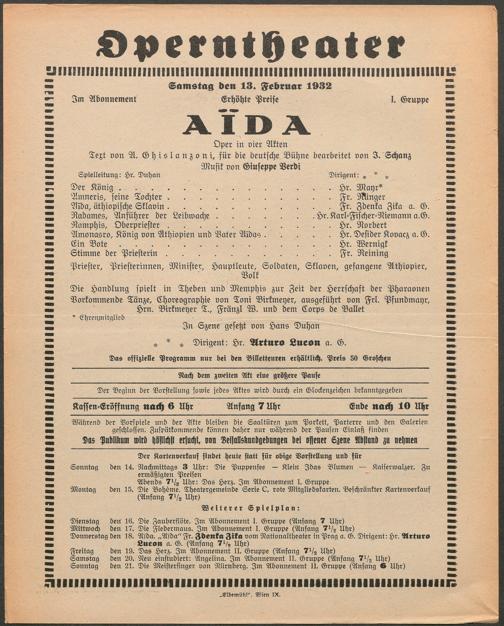 Operntheater
Samstag den 13. Februar 1932
Im Abonnement Erhöhte Preise I. Gruppe
AÏDA
Oper in vier Akten
Text von A. Ghislanzoni, für die deutsche Bühne bearbeitet von J. Schanz
Musik von Giuseppe Verdi
Spielleitung: Hr. Duhan Dirigent: * * *
Der König . . . . . . . . . . Hr. Mayr*
Amneris, seine Tochter . . . . . . . . . . Fr. Rünger
Aida, äthiopische Sklavin . . . . . . . . . . Fr. Zdenka Zika a. G.
Radames, Anführer der Leibwache . . . . . . . . . . Hr. Karl-Fischer-Niemann a. G.
Ramphis, Oberpriester . . . . . . . . . . Hr. Norbert
Amonasro, König von Äthiopien und Vater Aidas . . . . . Hr. Desider Kovacz a. G.
Ein Bote . . . . . . . . . . Hr. Wernigk
Stimme der Priesterin . . . . . . . . . . Fr. Reining
Priester, Priesterinnen, Minister, Hauptleute, Soldaten, Sklaven, gefangene Äthiopier,
Volk
Die Handlung spielt in Theben und Memphis zur Zeit der Herrschaft der Pharaonen
Vorkommende Tänze, Choreographie von Toni Birkmeyer, ausgeführt von Frl. Pfundmayr,
Hrn. Birkmeyer T., Fränzl W. und dem Corps de Ballet
* Ehrenmitglied
In Szene gesetzt von Hans Duhan
* * * Dirigent: Hr. Arturo Lucon a. G.
Das offizielle Programm nur bei den Billetteuren erhältlich. Preis 50 Groschen
Nach dem zweiten Akt eine größere Pause
Der Beginn der Vorstellung sowie jedes Aktes wird durch ein Glockenzeichen bekanntgegeben
Kassen-Eröffnung nach 6 Uhr Anfang 7 Uhr Ende nach 10 Uhr
Während der Vorspiele und der Akte bleiben die Saaltüren zum Parkett, Parterre und den Galerien
geschlossen. Zuspätkommende können daher nur während der Pausen Einlaß finden
Das Publikum wird höflichst ersucht, von Beifallskundgebungen bei offener Szene Abstand zu nehmen
Der Kartenverkauf findet heute statt für obige Vorstellung und für
Sonntag den 14. Nachmittags 3 Uhr: Die Puppenfee — Klein Idas Blumen — Kaiserwalzer. Zu
ermäßigten Preisen
Abends 7½ Uhr: Das Herz. Im Abonnement I. Gruppe
Montag den 15. Die Bohème. Theatergemeinde Serie C, rote Mitgliedskarten. Beschränkter Kartenverkauf
(Anfang 7½ Uhr)
Weiterer Spielplan:
Dienstag den 16. Die Zauberflöte. Im Abonnement I. Gruppe (Anfang 7 Uhr)
Mittwoch den 17. Die Fledermaus. Im Abonnement I. Gruppe (Anfang 7½ Uhr)
Donnerstag den 18. Aida. „Aida“ Fr. Zdenka Zika vom Nationaltheater in Prag a. G. Dirigent: Hr. Arturo
Lucon a. G. (Anfang 7½ Uhr)
Freitag den 19. Das Herz. Im Abonnement II. Gruppe (Anfang 7½ Uhr)
Samstag den 20. Neu einstudiert: Angelina. Im Abonnement II. Gruppe (Anfang 7½ Uhr)
Sonntag den 21. Die Meistersinger von Nürnberg. Im Abonnement II. Gruppe (Anfang 6 Uhr)
„Elbemühl“, Wien IX.